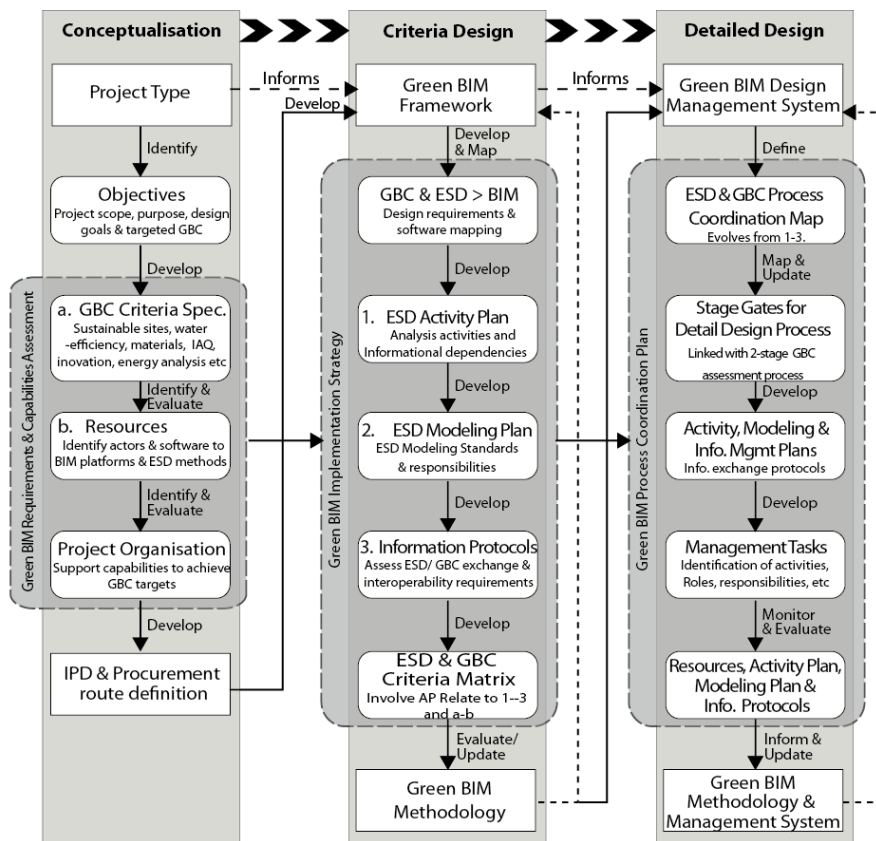 Conceptualisation
Project Type
Identify
Objectives
Project scope, purpose, design
goals & targeted GBC
Develop
Green BIM Requirements & Capabilities Assessment
a. GBC Criteria Spec.
Sustainable sites, water
-efficiency, materials, IAQ,
inovation, energy analysis etc
Identify &
Evaluate
b. Resources
Identify actors & software to
BIM platforms & ESD methods
Identify &
Evaluate
Project Organisation
Support capabilities to achieve
GBC targets
Develop
IPD & Procurement
route definition
Informs
Develop
Criteria Design
Green BIM
Framework
Develop
& Map
Green BIM Implementation Strategy
GBC & ESD > BIM
Design requirements &
software mapping
Develop
1. ESD Activity Plan
Analysis activities and
Informational dependencies
Develop
2. ESD Modeling Plan
ESD Modeling Standards
& responsibilities
Develop
3. Information Protocols
Assess ESD/ GBC exchange &
interoperability requirements
Develop
ESD & GBC
Criteria Matrix
Involve AP Relate to 1--3
and a-b
Evaluate/
Update
Green BIM
Methodology
Informs
Detailed Design
Green BIM Design
Management System
Define
Green BIM Process Coordination Plan
ESD & GBC Process
Coordination Map
Evolves from 1-3.
Map &
Update
Stage Gates for
Detail Design Process
Linked with 2-stage GBC
assessment process
Develop
Activity, Modeling &
Info. Mgmt Plans
Info. exchange protocols
Develop
Management Tasks
Identification of activities,
Roles, responsibilities, etc
Monitor
& Evaluate
Resources, Activity Plan,
Modeling Plan &
Info. Protocols
Inform &
Update
Green BIM
Methodology &
Management System